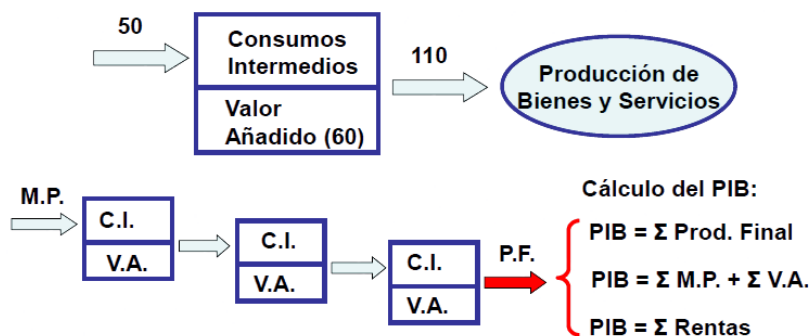 50
Consumos
Intermedios
Valor
Añadido (60)
110
Producción de
Bienes y Servicios
M.P.
C.I.
V.A.
C.I.
V.A.
C.I.
V.A.
P.F.
Cálculo del PIB:
PIB = Σ Prod. Final
PIB = Σ M.P. + Σ V.A.
PIB = Σ Rentas